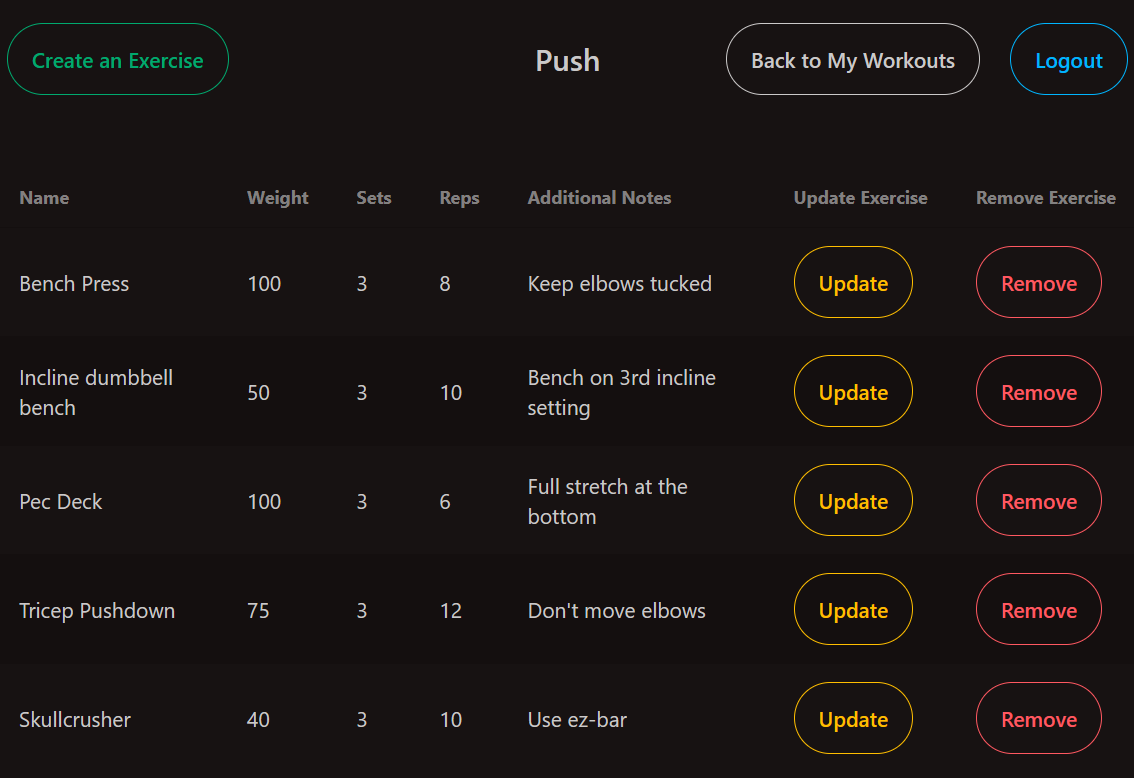 Create an Exercise
Push
Back to My Workouts
Logout
Name Weight Sets Reps Additional Notes Update Exercise Remove Exercise
Bench Press 100 3 8 Keep elbows tucked Update Remove
Incline dumbbell
bench
50 3 10
Bench on 3rd incline
setting
Update Remove
Pec Deck 100 3 6
Full stretch at the
bottom
Update Remove
Tricep Pushdown 75 3 12 Don't move elbows Update Remove
Skullcrusher 40 3 10 Use ez-bar Update Remove